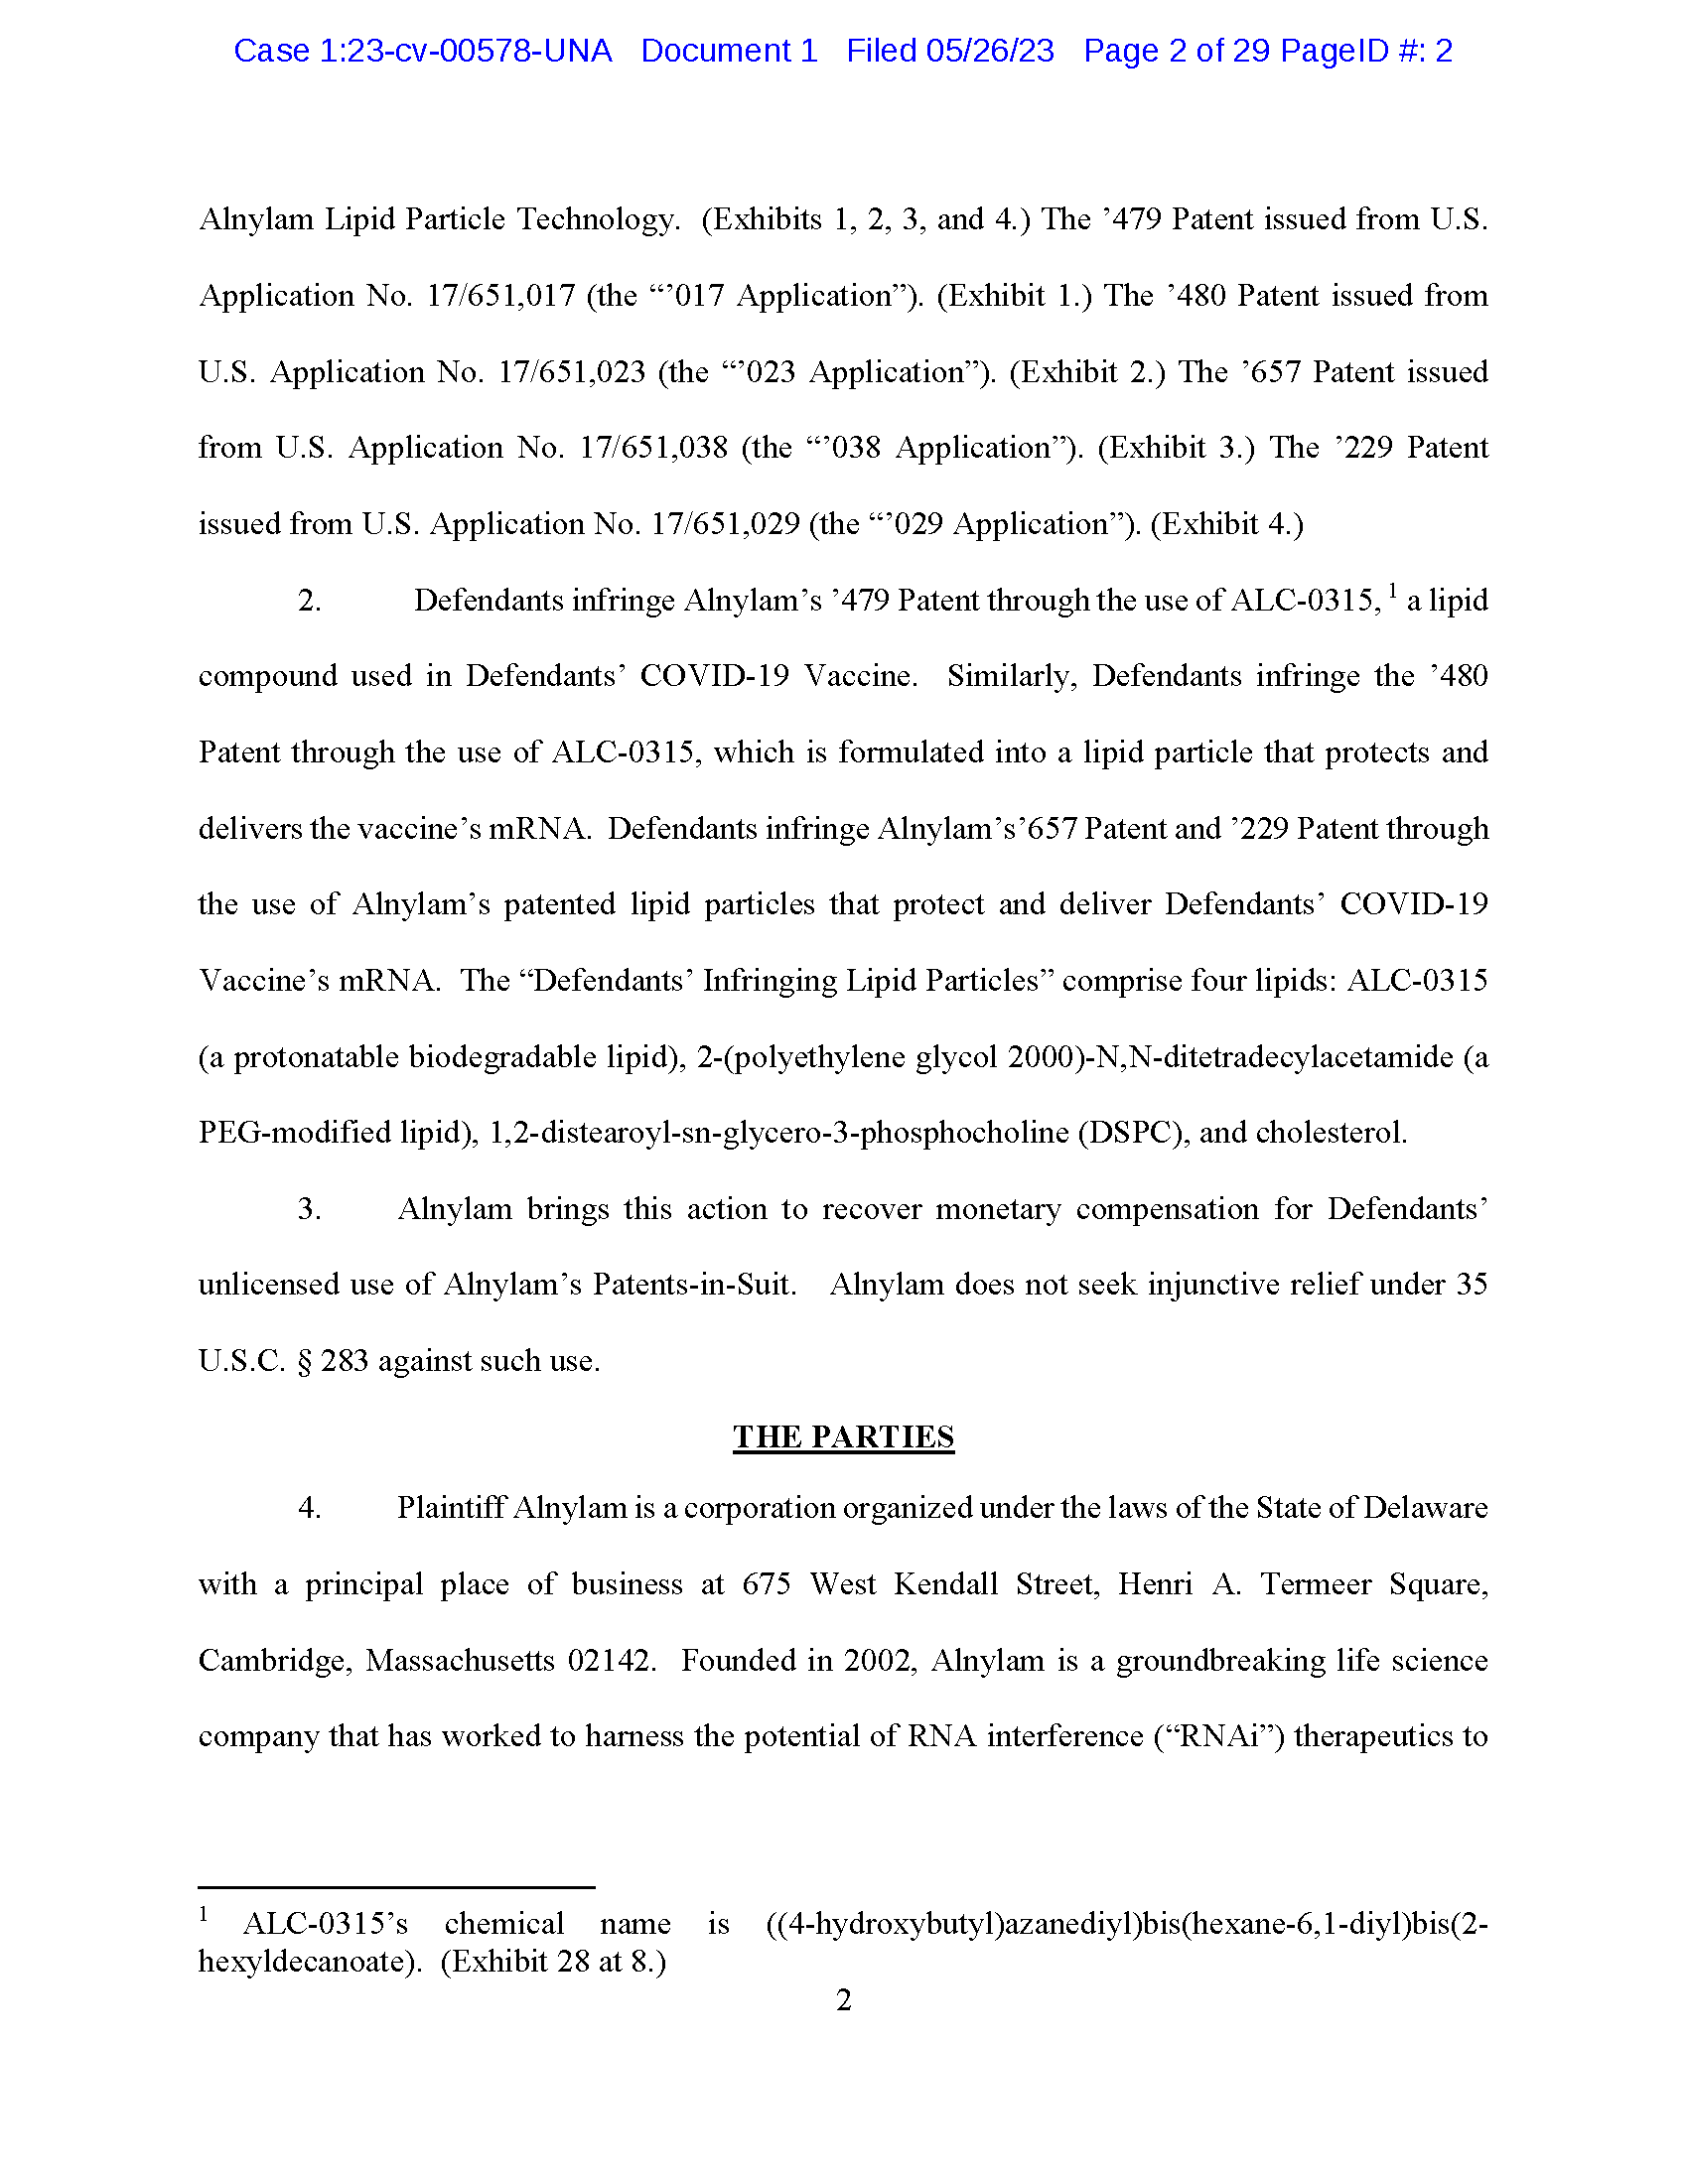 Case 1:23-cv-00578-UNA   Document 1   Filed 05/26/23   Page 2 of 29 PageID #: 2
Alnylam Lipid Particle Technology.  (Exhibits 1, 2, 3, and 4.) The ’479 Patent issued from U.S.
Application No. 17/651,017 (the “’017 Application”). (Exhibit 1.) The ’480 Patent issued from
U.S. Application No. 17/651,023 (the “’023 Application”). (Exhibit 2.) The ’657 Patent issued
from U.S. Application No. 17/651,038 (the “’038 Application”). (Exhibit 3.) The ’229 Patent
issued from U.S. Application No. 17/651,029 (the “’029 Application”). (Exhibit 4.)
2. Defendants infringe Alnylam’s ’479 Patent through the use of ALC-0315, 1 a lipid
compound used in Defendants’ COVID-19 Vaccine.  Similarly, Defendants infringe the ’480
Patent through the use of ALC-0315, which is formulated into a lipid particle that protects and
delivers the vaccine’s mRNA.  Defendants infringe Alnylam’s’657 Patent and ’229 Patent through
the use of Alnylam’s patented lipid particles that protect and deliver Defendants’ COVID-19
Vaccine’s mRNA.  The “Defendants’ Infringing Lipid Particles” comprise four lipids: ALC-0315
(a protonatable biodegradable lipid), 2-(polyethylene glycol 2000)-N,N-ditetradecylacetamide (a
PEG-modified lipid), 1,2-distearoyl-sn-glycero-3-phosphocholine (DSPC), and cholesterol.
3. Alnylam brings this action to recover monetary compensation for Defendants’
unlicensed use of Alnylam’s Patents-in-Suit.   Alnylam does not seek injunctive relief under 35
U.S.C. § 283 against such use.
THE PARTIES
4. Plaintiff Alnylam is a corporation organized under the laws of the State of Delaware
with a principal place of business at 675 West Kendall Street, Henri A. Termeer Square,
Cambridge, Massachusetts 02142.  Founded in 2002, Alnylam is a groundbreaking life science
company that has worked to harness the potential of RNA interference (“RNAi”) therapeutics to
1 ALC-0315’s chemical name is ((4-hydroxybutyl)azanediyl)bis(hexane-6,1-diyl)bis(2-
hexyldecanoate).  (Exhibit 28 at 8.)
2